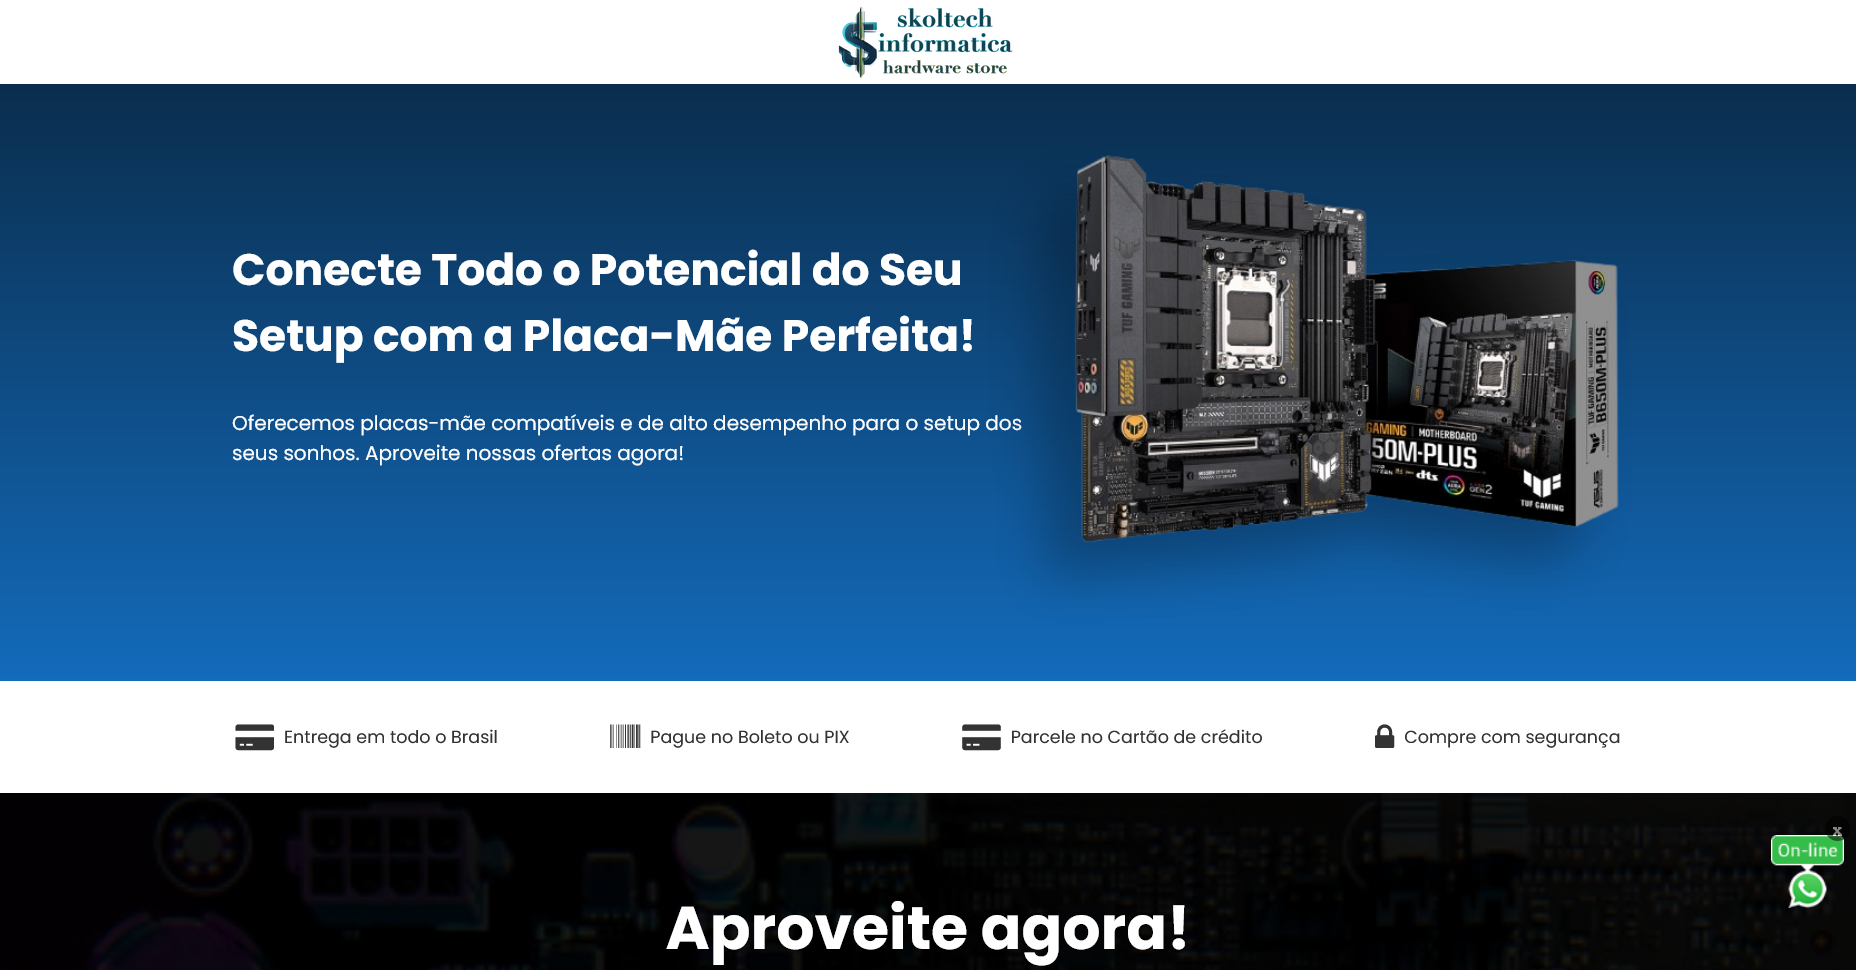 skoltech
informatica
hardware store
Conecte Todo o Potencial do Seu
Setup com a Placa-Mãe Perfeita!
Oferecemos placas-mãe compatíveis e de alto desempenho para o setup dos
seus sonhos. Aproveite nossas ofertas agora!
TUF GAMING
TUF GAMING
B650M-PLUS
GAMING | MOTHERBOARD
50M-PLUS
dts
GEN2
TUF GAMING
Entrega em todo o Brasil
Pague no Boleto ou PIX
Parcele no Cartão de crédito
Compre com segurança
x
On-line
Aproveite agora!